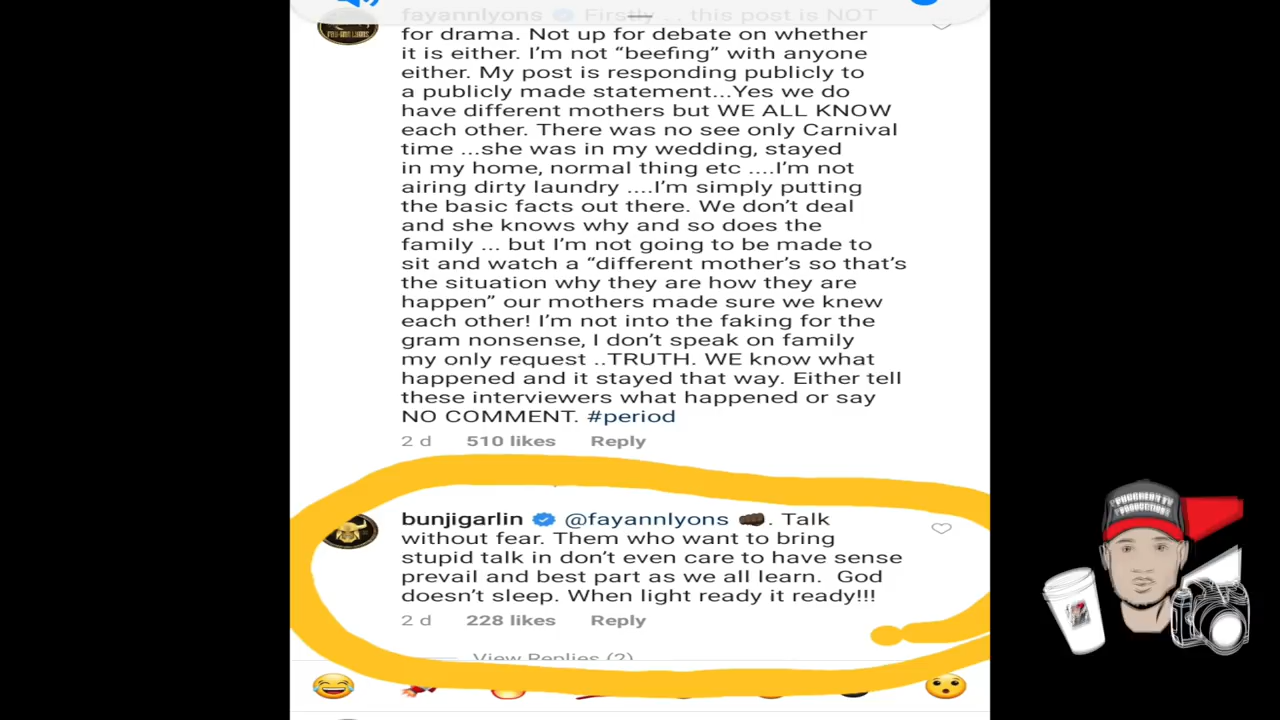 fayannlyons Firstly .. this post is NOT
for drama. Not up for debate on whether
it is either. I'm not “beefing” with anyone
either. My post is responding publicly to
a publicly made statement...Yes we do
have different mothers but WE ALL KNOW
each other. There was no see only Carnival
time ...she was in my wedding, stayed
in my home, normal thing etc ....I'm not
airing dirty laundry ....I'm simply putting
the basic facts out there. We don't deal
and she knows why and so does the
family ... but I'm not going to be made to
sit and watch a “different mother's so that's
the situation why they are how they are
happen” our mothers made sure we knew
each other! I'm not into the faking for the
gram nonsense, I don't speak on family
my only request ..TRUTH. WE know what
happened and it stayed that way. Either tell
these interviewers what happened or say
NO COMMENT. #period
2 d 510 likes Reply
bunjigarlin @fayannlyons 👊🏿. Talk
without fear. Them who want to bring
stupid talk in don't even care to have sense
prevail and best part as we all learn. God
doesn't sleep. When light ready it ready!!!
2 d 228 likes Reply
View Replies (2)